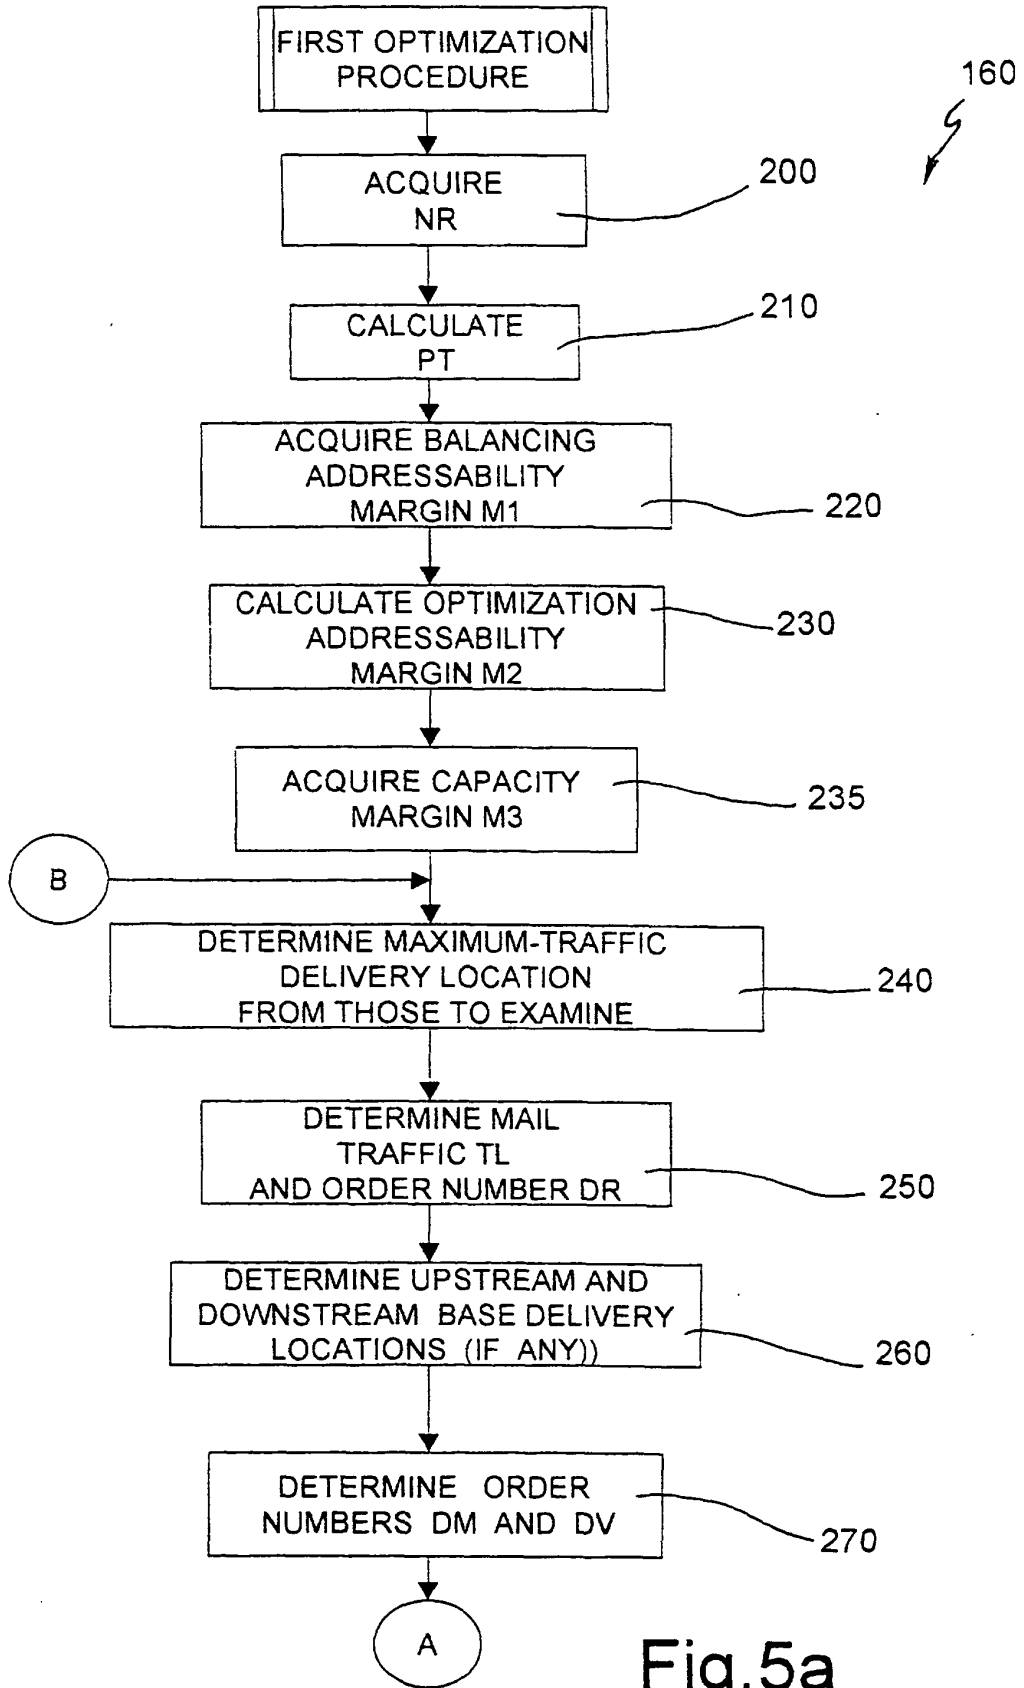 FIRST OPTIMIZATION
PROCEDURE
160
ACQUIRE
NR
200
CALCULATE
PT
210
ACQUIRE BALANCING
ADDRESSABILITY
MARGIN M1
220
CALCULATE OPTIMIZATION
ADDRESSABILITY
MARGIN M2
230
ACQUIRE CAPACITY
MARGIN M3
235
B
DETERMINE MAXIMUM-TRAFFIC
DELIVERY LOCATION
FROM THOSE TO EXAMINE
240
DETERMINE MAIL
TRAFFIC TL
AND ORDER NUMBER DR
250
DETERMINE UPSTREAM AND
DOWNSTREAM BASE DELIVERY
LOCATIONS (IF ANY))
260
DETERMINE ORDER
NUMBERS DM AND DV
270
A
Fig.5a